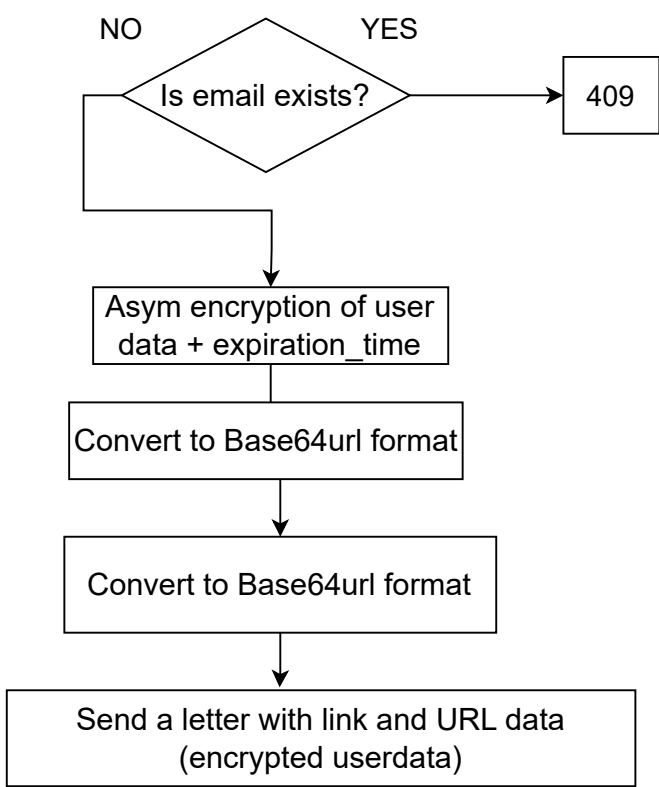 NO
YES
Is email exists?
409
Asym encryption of user
data + expiration_time
Convert to Base64url format
Convert to Base64url format
Send a letter with link and URL data
(encrypted userdata)